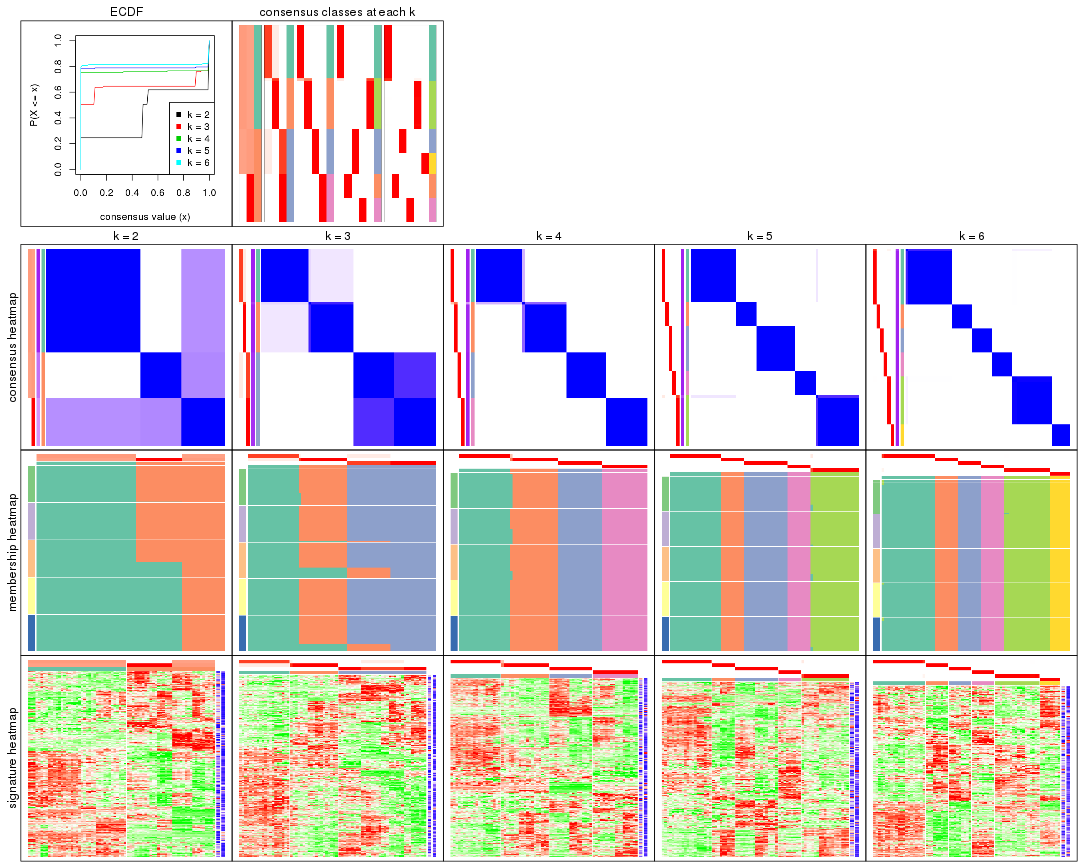 ECDF
consensus classes at each k
P(X <= x)
1.0
0.8
0.6
0.4
0.2
0.0
k = 2
k = 3
k = 4
k = 5
k = 6
0.0 0.2 0.4 0.6 0.8 1.0
consensus value (x)
k = 2
k = 3
k = 4
k = 5
k = 6
consensus heatmap
membership heatmap
signature heatmap